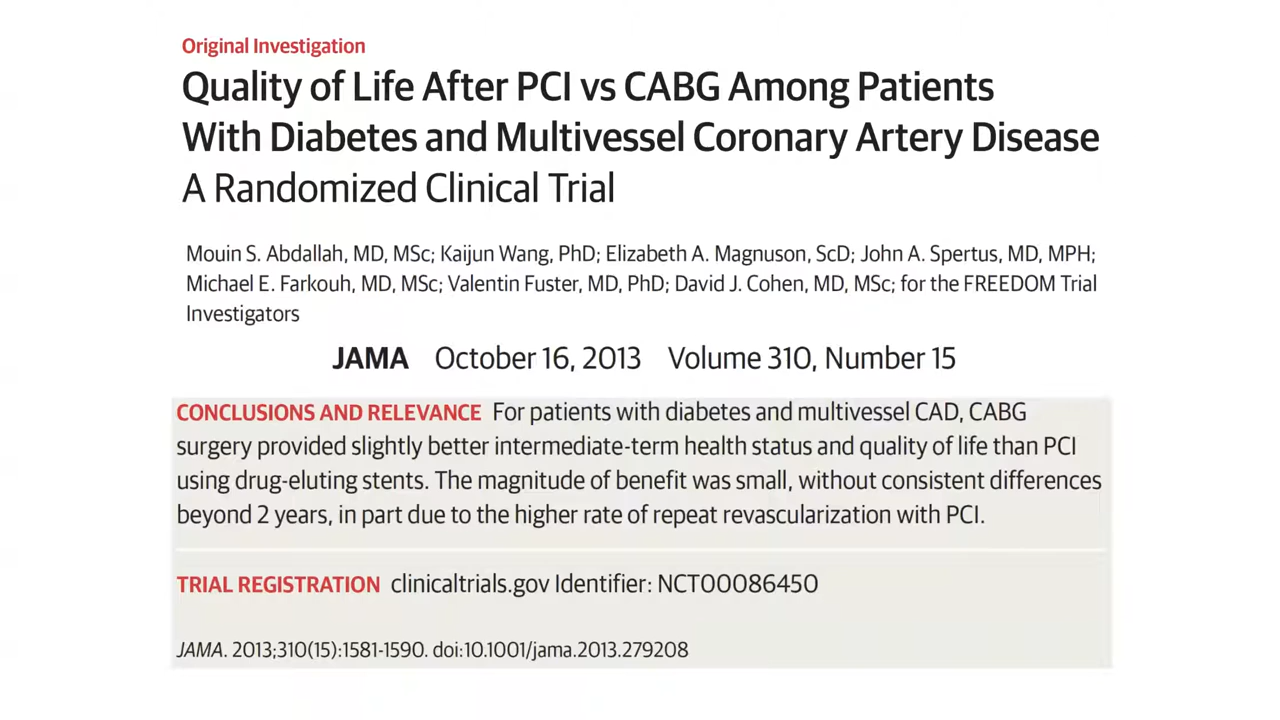 Original Investigation
Quality of Life After PCI vs CABG Among Patients
With Diabetes and Multivessel Coronary Artery Disease
A Randomized Clinical Trial
Mouin S. Abdallah, MD, MSc; Kaijun Wang, PhD; Elizabeth A. Magnuson, ScD; John A. Spertus, MD, MPH;
Michael E. Farkouh, MD, MSc; Valentin Fuster, MD, PhD; David J. Cohen, MD, MSc; for the FREEDOM Trial
Investigators
JAMA October 16, 2013 Volume 310, Number 15
CONCLUSIONS AND RELEVANCE For patients with diabetes and multivessel CAD, CABG
surgery provided slightly better intermediate-term health status and quality of life than PCI
using drug-eluting stents. The magnitude of benefit was small, without consistent differences
beyond 2 years, in part due to the higher rate of repeat revascularization with PCI.
TRIAL REGISTRATION clinicaltrials.gov Identifier: NCT00086450
JAMA. 2013;310(15):1581-1590. doi:10.1001/jama.2013.279208